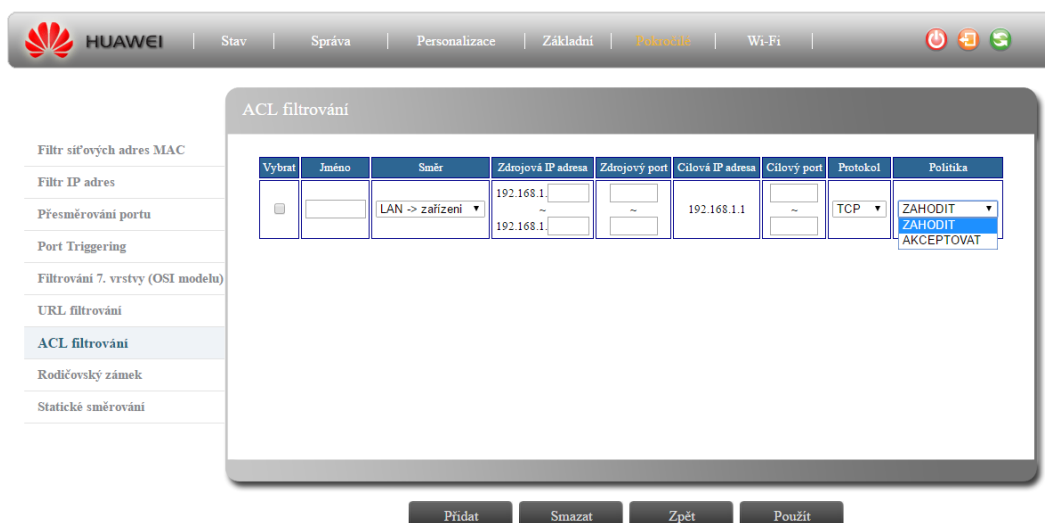 HUAWEI | Stav | Správa | Personalizace | Základní | Pokročilé | Wi-Fi |
ACL filtrování
Filtr síťových adres MAC
Filtr IP adres
Přesměrování portu
Port Triggering
Filtrování 7. vrstvy (OSI modelu)
URL filtrování
ACL filtrování
Rodičovský zámek
Statické směrování
Vybrat Jméno Směr Zdrojová IP adresa Zdrojový port Cílová IP adresa Cílový port Protokol Politika
192.168.1.
LAN -> zařízeni ~ ~ 192.168.1.1 ~ TCP ZAHODIT
192.168.1.
ZAHODIT
AKCEPTOVAT
Přidat Smazat Zpět Použít